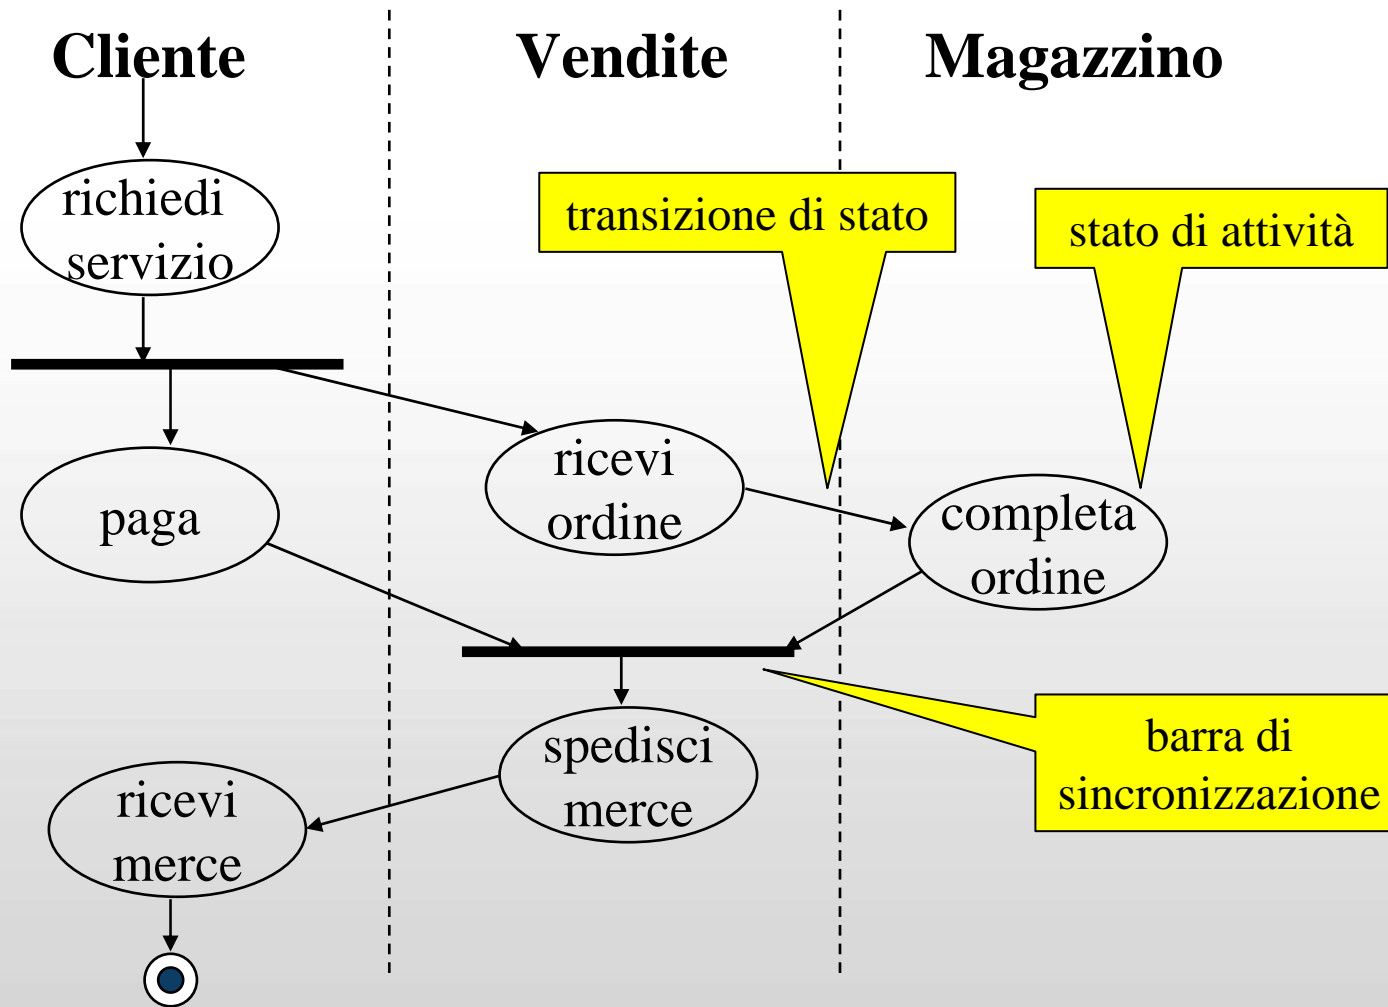 Cliente
Vendite
Magazzino
richiedi
servizio
transizione di stato
stato di attività
paga
ricevi
ordine
completa
ordine
spedisci
merce
barra di
sincronizzazione
ricevi
merce